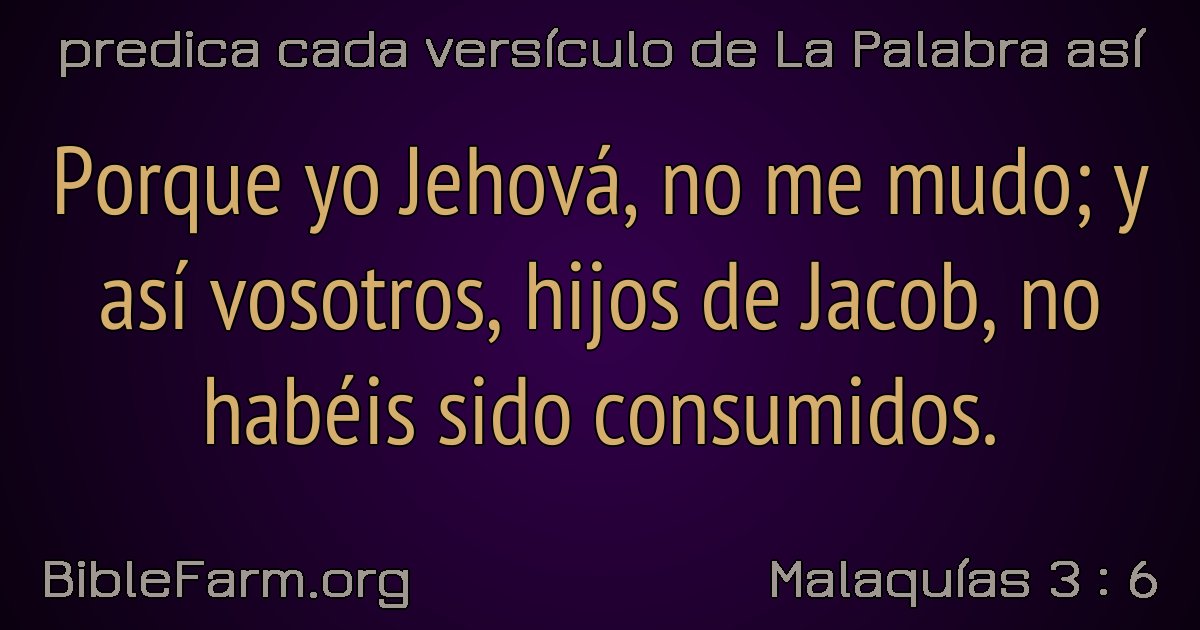 predica cada versículo de La Palabra así
Porque yo Jehová, no me mudo; y
así vosotros, hijos de Jacob, no
habéis sido consumidos.
BibleFarm.org
Malaquías 3 : 6